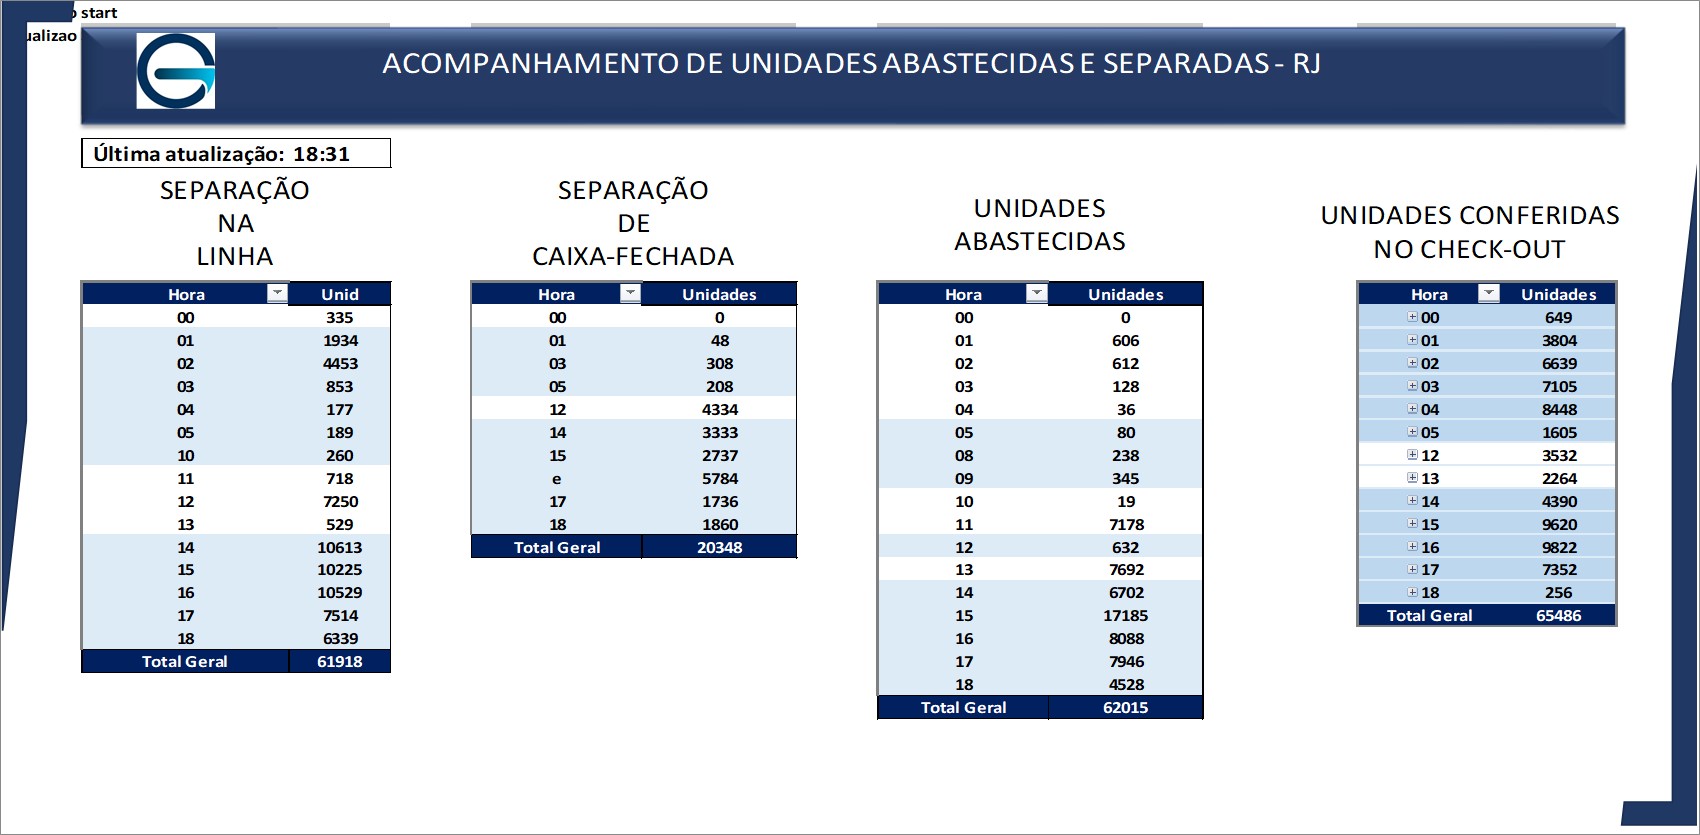 start
ualizao
ACOMPANHAMENTO DE UNIDADES ABASTECIDAS E SEPARADAS - RJ
Última atualização: 18:31
SEPARAÇÃO
NA
LINHA
Hora Unid
00 335
01 1934
02 4453
03 853
04 177
05 189
10 260
11 718
12 7250
13 529
14 10613
15 10225
16 10529
17 7514
18 6339
Total Geral 61918
SEPARAÇÃO
DE
CAIXA-FECHADA
Hora Unidades
00 0
01 48
03 308
05 208
12 4334
14 3333
15 2737
e 5784
17 1736
18 1860
Total Geral 20348
UNIDADES
ABASTECIDAS
Hora Unidades
00 0
01 606
02 612
03 128
04 36
05 80
08 238
09 345
10 19
11 7178
12 632
13 7692
14 6702
15 17185
16 8088
17 7946
18 4528
Total Geral 62015
UNIDADES CONFERIDAS
NO CHECK-OUT
Hora Unidades
00 649
01 3804
02 6639
03 7105
04 8448
05 1605
12 3532
13 2264
14 4390
15 9620
16 9822
17 7352
18 256
Total Geral 65486